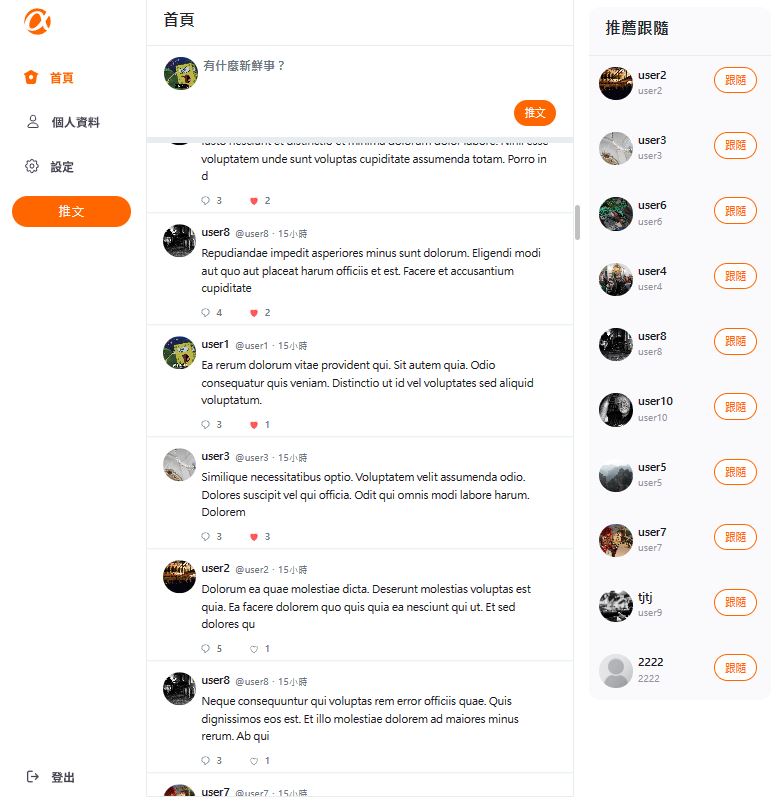 首頁
個人資料
設定
推文
登出
首頁
有什麼新鮮事？
推文
iusto nesciunt et distinctio et minima dolorum dolor labore. Nihil esse
voluptatem unde sunt voluptas cupiditate assumenda totam. Porro in
d
3 2
user8 @user8 · 15小時
Repudiandae impedit asperiores minus sunt dolorum. Eligendi modi
aut quo aut placeat harum officiis et est. Facere et accusantium
cupiditate
4 2
user1 @user1 · 15小時
Ea rerum dolorum vitae provident qui. Sit autem quia. Odio
consequatur quis veniam. Distinctio ut id vel voluptates sed aliquid
voluptatum.
3 1
user3 @user3 · 15小時
Similique necessitatibus optio. Voluptatem velit assumenda odio.
Dolores suscipit vel qui officia. Odit qui omnis modi labore harum.
Dolorem
3 3
user2 @user2 · 15小時
Dolorum ea quae molestiae dicta. Deserunt molestias voluptas est
quia. Ea facere dolorem quo quis quia ea nesciunt qui ut. Et sed
dolores qu
5 1
user8 @user8 · 15小時
Neque consequuntur qui voluptas rem error officiis quae. Quis
dignissimos eos est. Et illo molestiae dolorem ad maiores minus
rerum. Ab qui
3 1
user7 @user7 · 15小時
推薦跟隨
user2 跟隨
user2
user3 跟隨
user3
user6 跟隨
user6
user4 跟隨
user4
user8 跟隨
user8
user10 跟隨
user10
user5 跟隨
user5
user7 跟隨
user7
tjtj 跟隨
user9
2222 跟隨
2222